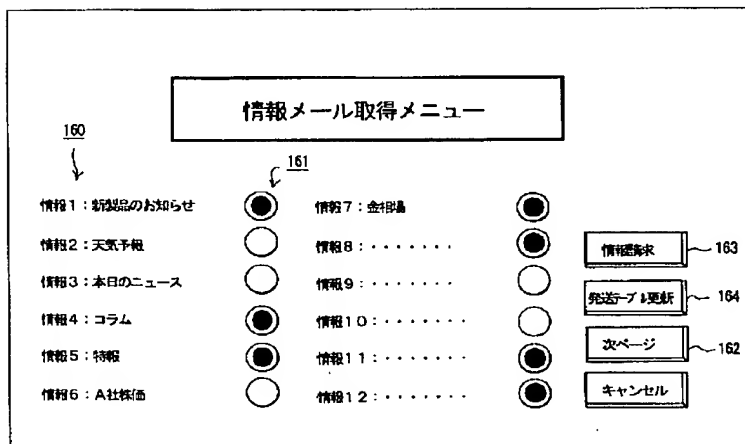 情報メール取得メニュー
160
161
情報1：新製品のお知らせ
情報2：天気予報
情報3：本日のニュース
情報4：コラム
情報5：特報
情報6：A社株価
情報7：金相場
情報8：・・・・・・・
情報9：・・・・・・・
情報10：・・・・・・・
情報11：・・・・・・・
情報12：・・・・・・・
情報請求
163
発送テーブル更新
164
次ページ
162
キャンセル